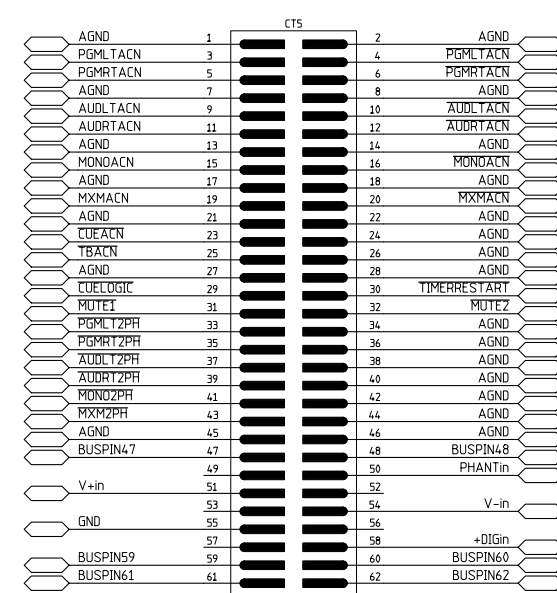 CT5
AGND 1 2 AGND
PGMLTACN 3 4 PGMLTACN
PGMRTACN 5 6 PGMRTACN
AGND 7 8 AGND
AUDLTACN 9 10 AUDLTACN
AUDRTACN 11 12 AUDRTACN
AGND 13 14 AGND
MONOACN 15 16 MONOACN
AGND 17 18 AGND
MXMACN 19 20 MXMACN
AGND 21 22 AGND
CUEACN 23 24 AGND
TBACN 25 26 AGND
AGND 27 28 AGND
CUELOGIC 29 30 TIMERRESTART
MUTE1 31 32 MUTE2
PGMLT2PH 33 34 AGND
PGMRT2PH 35 36 AGND
AUDLT2PH 37 38 AGND
AUDRT2PH 39 40 AGND
MONO2PH 41 42 AGND
MXM2PH 43 44 AGND
AGND 45 46 AGND
BUSPIN47 47 48 BUSPIN48
49 50 PHANTin
V+in 51 52
53 54 V-in
GND 55 56
57 58 +DIGin
BUSPIN59 59 60 BUSPIN60
BUSPIN61 61 62 BUSPIN62